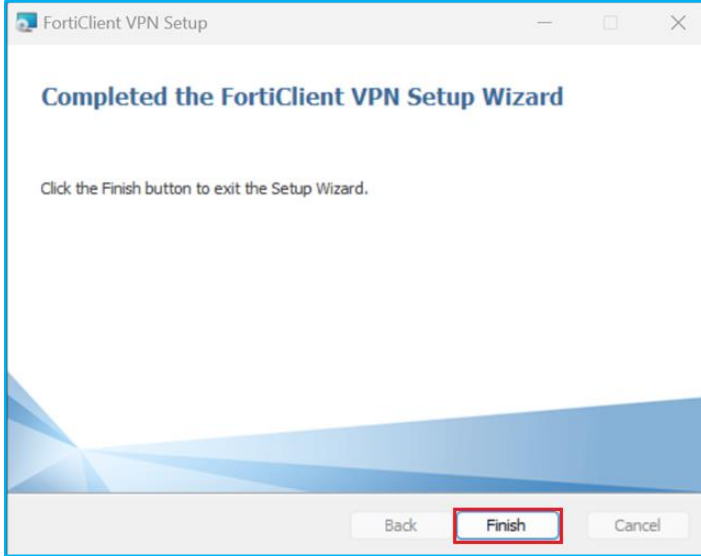 FortiClient VPN Setup
Completed the FortiClient VPN Setup Wizard
Click the Finish button to exit the Setup Wizard.
Back Finish Cancel